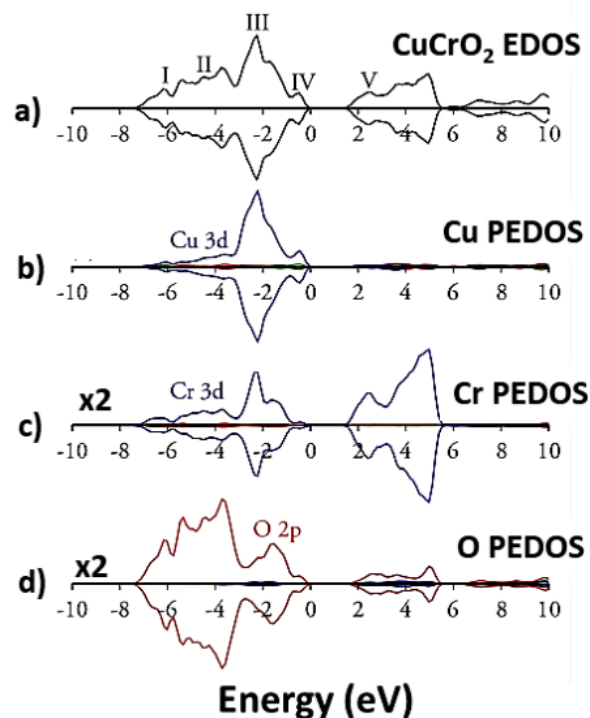 III
CuCrO₂ EDOS
I II IV V
a)
-10 -8 -6 -4 -2 0 2 4 6 8 10
Cu 3d
Cu PEDOS
b)
-10 -8 -6 -4 -2 0 2 4 6 8 10
x2
Cr 3d
Cr PEDOS
c)
-10 -8 -6 -4 -2 0 2 4 6 8 10
x2
O 2p
O PEDOS
d)
-10 -8 -6 -4 -2 0 2 4 6 8 10
Energy (eV)